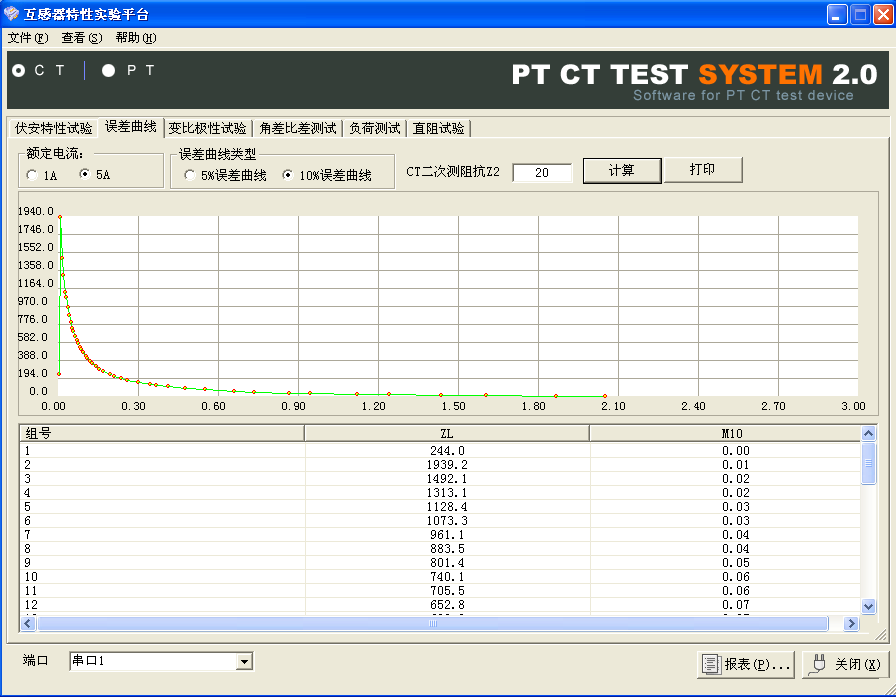 互感器特性实验平台
文件(F) 查看(S) 帮助(H)
C T P T
PT CT TEST SYSTEM 2.0
Software for PT CT test device
伏安特性试验 误差曲线 变比极性试验 角差比差测试 负荷测试 直阻试验
额定电流: 误差曲线类型
1A 5A 5%误差曲线 10%误差曲线 CT二次测阻抗Z2 20 计算 打印
1940.0
1746.0
1552.0
1358.0
1164.0
970.0
776.0
582.0
388.0
194.0
0.0
0.00 0.30 0.60 0.90 1.20 1.50 1.80 2.10 2.40 2.70 3.00
组号 ZL M10
1 244.0 0.00
2 1939.2 0.01
3 1492.1 0.02
4 1313.1 0.02
5 1128.4 0.03
6 1073.3 0.03
7 961.1 0.04
8 883.5 0.04
9 801.4 0.05
10 740.1 0.06
11 705.5 0.06
12 652.8 0.07
端口 串口1 报表(P)... 关闭(X)